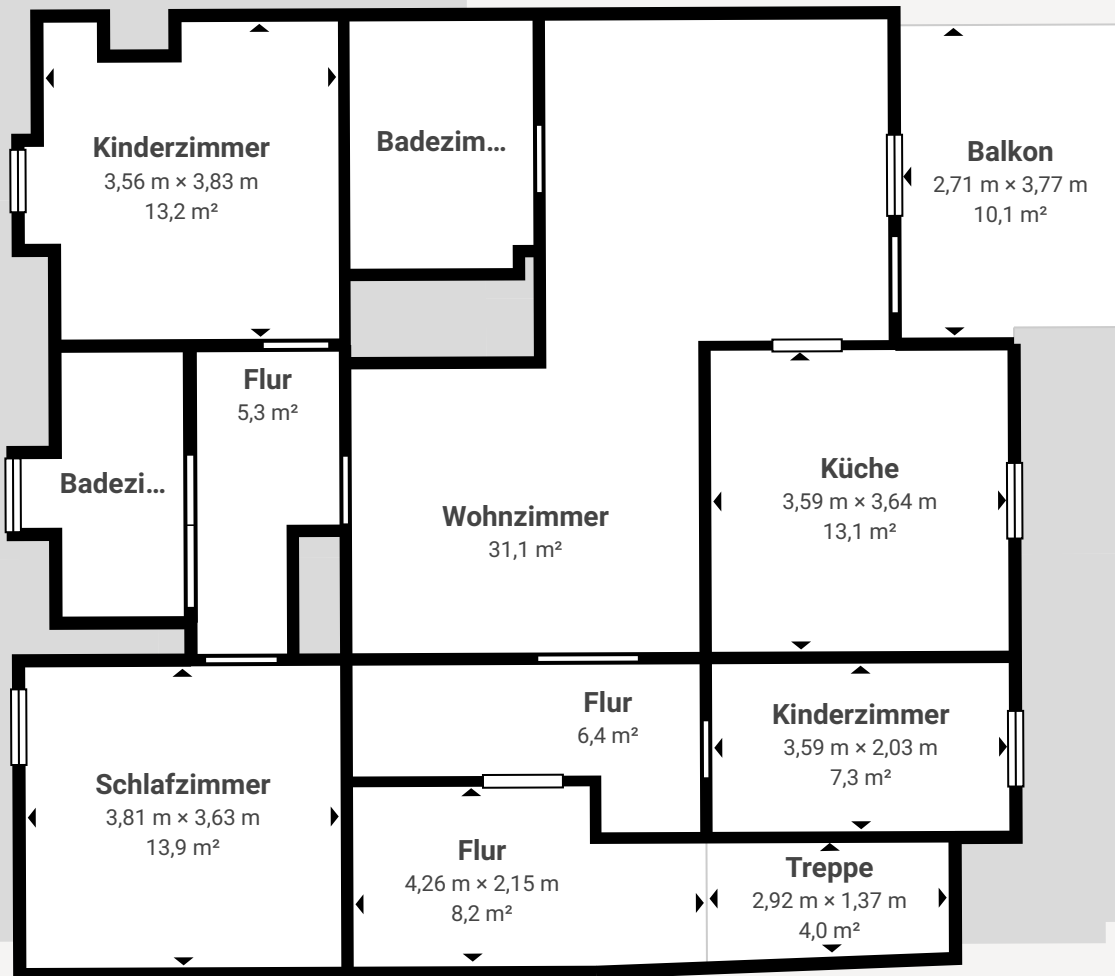 Kinderzimmer
3,56 m × 3,83 m
13,2 m²
Badezim...
Balkon
2,71 m × 3,77 m
10,1 m²
Flur
5,3 m²
Badezi...
Wohnzimmer
31,1 m²
Küche
3,59 m × 3,64 m
13,1 m²
Schlafzimmer
3,81 m × 3,63 m
13,9 m²
Flur
6,4 m²
Kinderzimmer
3,59 m × 2,03 m
7,3 m²
Flur
4,26 m × 2,15 m
8,2 m²
Treppe
2,92 m × 1,37 m
4,0 m²